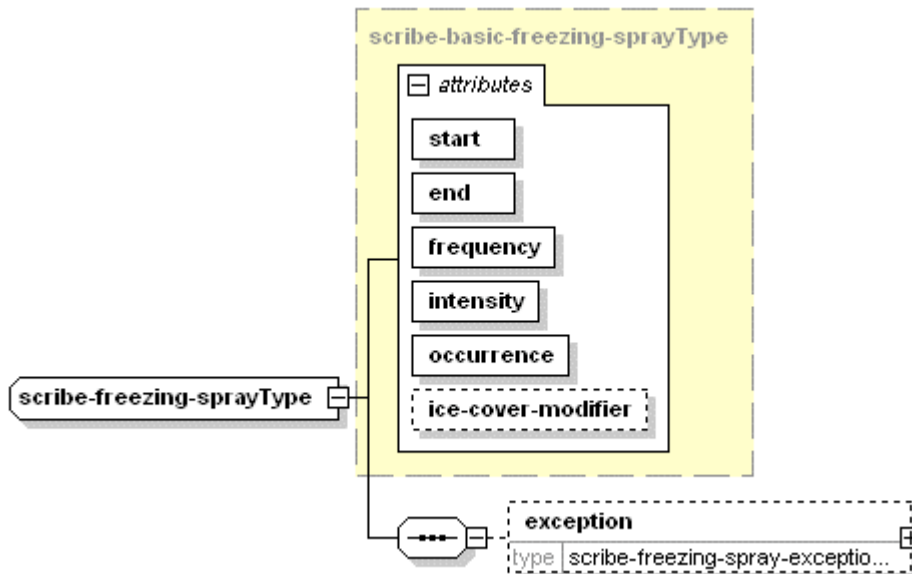 scribe-basic-freezing-sprayType
attributes
start
end
frequency
intensity
occurrence
scribe-freezing-sprayType
ice-cover-modifier
exception
type scribe-freezing-spray-exceptio...